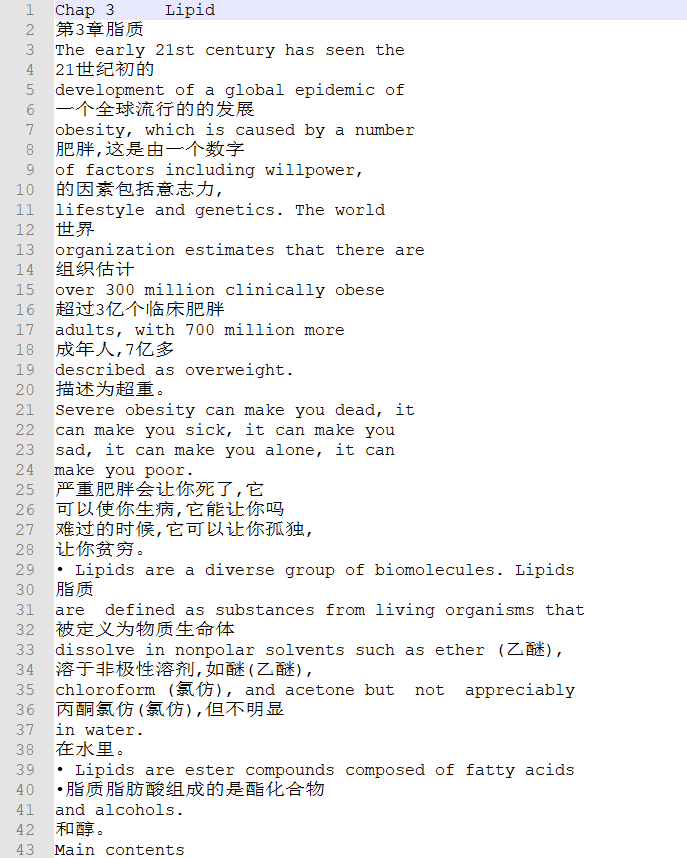 1 Chap 3     Lipid
2 第3章脂质
3 The early 21st century has seen the
4 21世纪初的
5 development of a global epidemic of
6 一个全球流行的的发展
7 obesity, which is caused by a number
8 肥胖,这是由一个数字
9 of factors including willpower,
10 的因素包括意志力,
11 lifestyle and genetics. The world
12 世界
13 organization estimates that there are
14 组织估计
15 over 300 million clinically obese
16 超过3亿个临床肥胖
17 adults, with 700 million more
18 成年人,7亿多
19 described as overweight.
20 描述为超重。
21 Severe obesity can make you dead, it
22 can make you sick, it can make you
23 sad, it can make you alone, it can
24 make you poor.
25 严重肥胖会让你死了,它
26 可以使你生病,它能让你吗
27 难过的时候,它可以让你孤独,
28 让你贫穷。
29 • Lipids are a diverse group of biomolecules. Lipids
30 脂质
31 are  defined as substances from living organisms that
32 被定义为物质生命体
33 dissolve in nonpolar solvents such as ether (乙醚),
34 溶于非极性溶剂,如醚(乙醚),
35 chloroform (氯仿), and acetone but  not  appreciably
36 丙酮氯仿(氯仿),但不明显
37 in water.
38 在水里。
39 • Lipids are ester compounds composed of fatty acids
40 •脂质脂肪酸组成的是酯化合物
41 and alcohols.
42 和醇。
43 Main contents